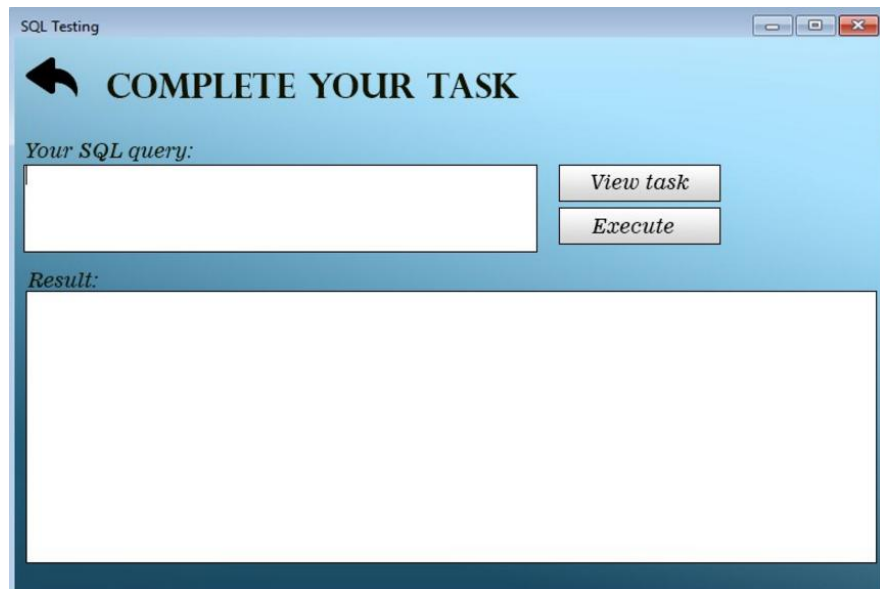 SQL Testing
COMPLETE YOUR TASK
Your SQL query:
View task
Execute
Result: